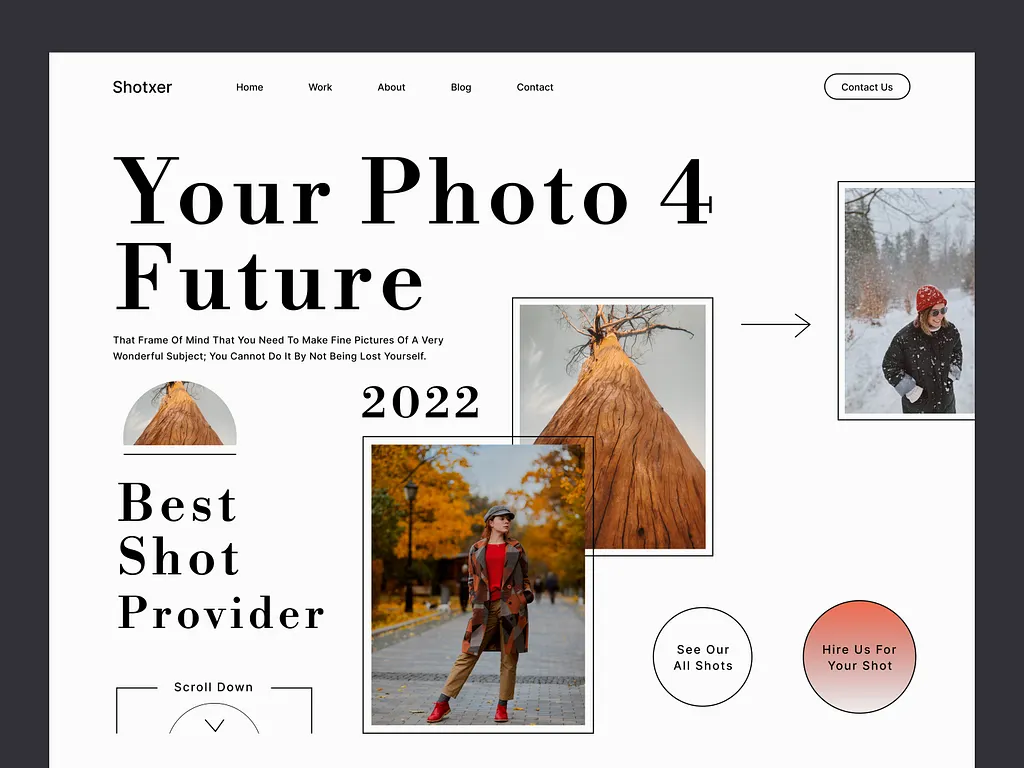 Shotxer
Home
Work
About
Blog
Contact
Contact Us
Your Photo 4
Future
That Frame Of Mind That You Need To Make Fine Pictures Of A Very
Wonderful Subject; You Cannot Do It By Not Being Lost Yourself.
2022
Best
Shot
Provider
See Our
All Shots
Hire Us For
Your Shot
Scroll Down